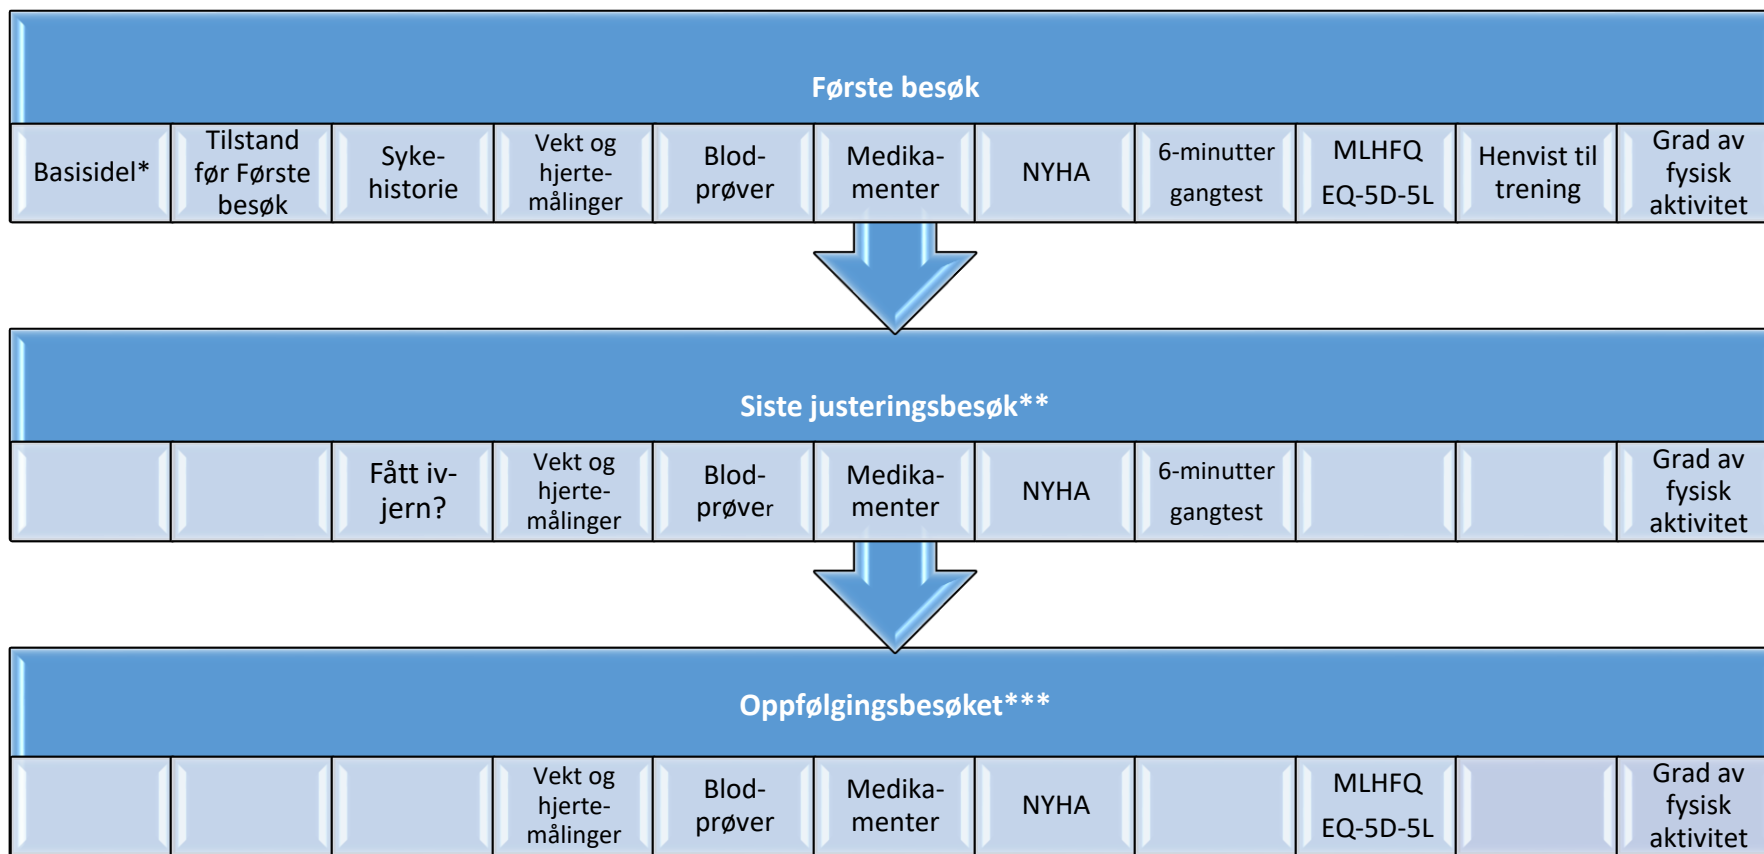 Første besøk
Basisidel*
Tilstand
før Første
besøk
Syke-
historie
Vekt og
hjerte-
målinger
Blod-
prøver
Medika-
menter
NYHA
6-minutter
gangtest
MLHFQ
EQ-5D-5L
Henvist til
trening
Grad av
fysisk
aktivitet
Siste justeringsbesøk**
Fått iv-
jern?
Vekt og
hjerte-
målinger
Blod-
prøver
Medika-
menter
NYHA
6-minutter
gangtest
Grad av
fysisk
aktivitet
Oppfølgingsbesøket***
Vekt og
hjerte-
målinger
Blod-
prøver
Medika-
menter
NYHA
MLHFQ
EQ-5D-5L
Grad av
fysisk
aktivitet